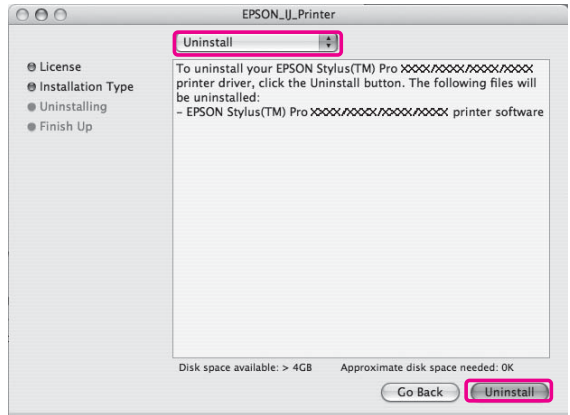 EPSON_IJ_Printer
Uninstall
License
Installation Type
Uninstalling
Finish Up
To uninstall your EPSON Stylus(TM) Pro XXXX/XXXX/XXXX/XXXX
printer driver, click the Uninstall button. The following files will
be uninstalled:
– EPSON Stylus(TM) Pro XXXX/XXXX/XXXX/XXXX printer software
Disk space available: > 4GB Approximate disk space needed: 0K
Go Back Uninstall